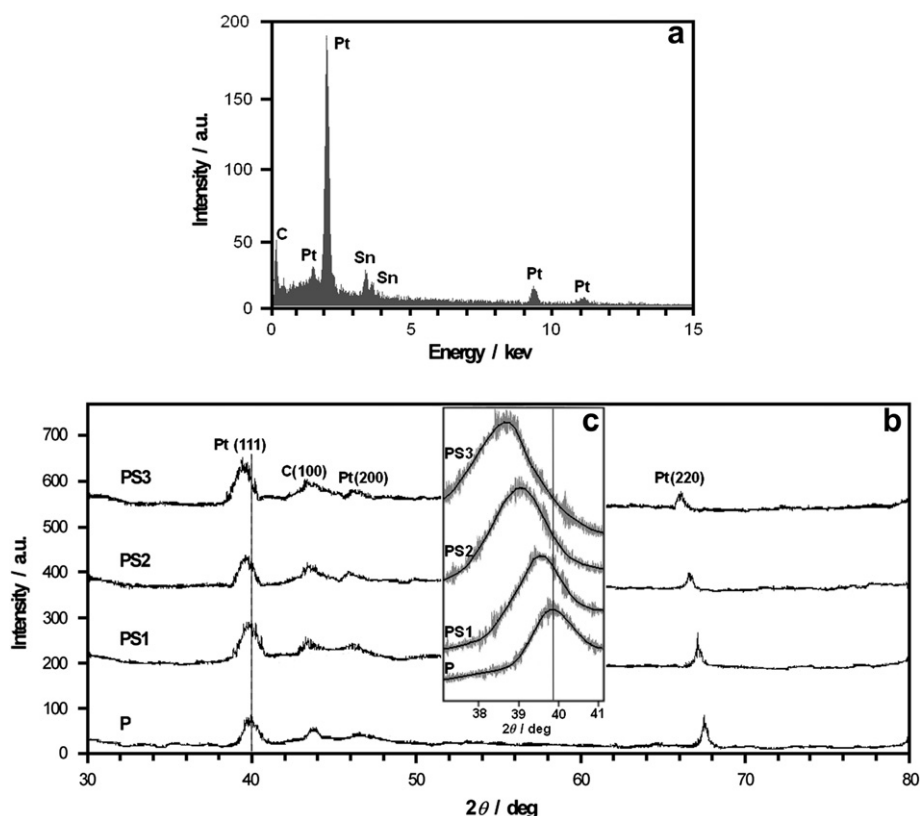 a
200
150
100
50
0
Intensity / a.u.
C
Pt
Pt
Sn
Sn
Pt
Pt
0 5 10 15
Energy / kev
b
700
600
500
400
300
200
100
0
Intensity / a.u.
Pt (111)
C(100)
Pt(200)
Pt(220)
PS3
PS2
PS1
P
30 40 50 60 70 80
2θ / deg
c
PS3
PS2
PS1
P
38 39 40 41
2θ / deg